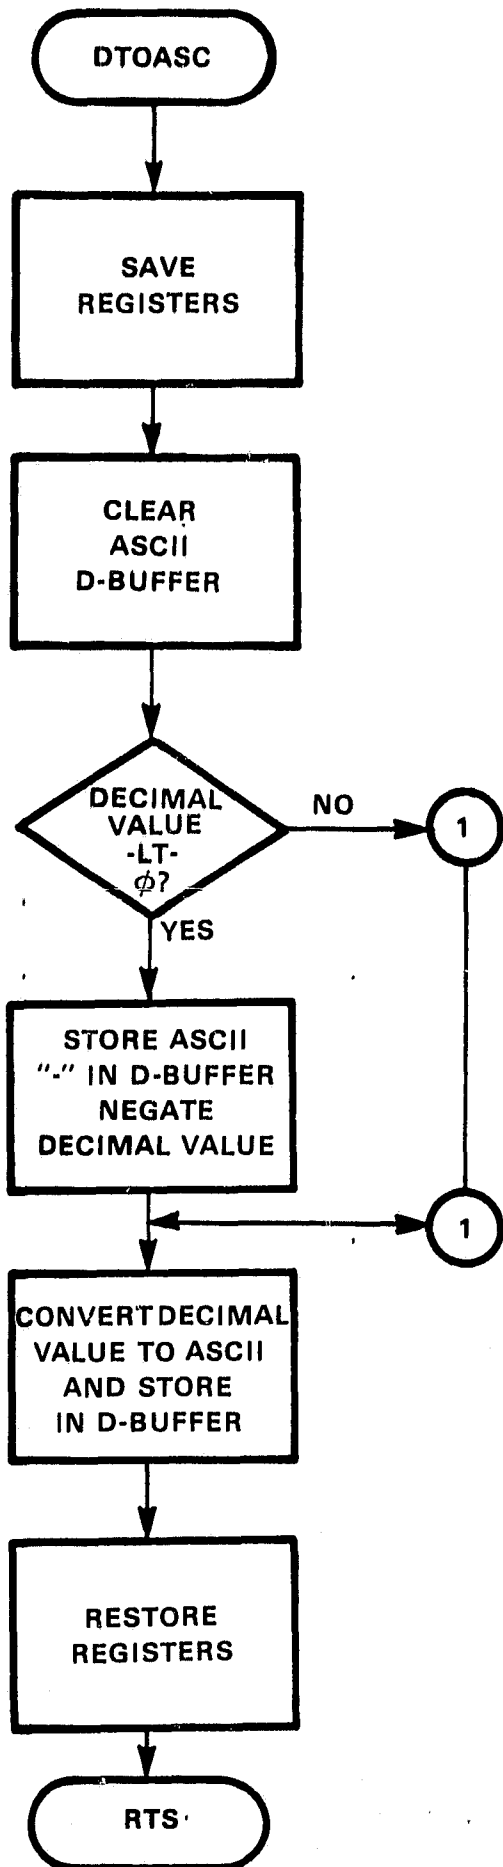 DTOASC
SAVE
REGISTERS
CLEAR
ASCII
D-BUFFER
DECIMAL
VALUE
-LT-
ϕ?
NO
1
YES
STORE ASCII
"-" IN D-BUFFER
NEGATE
DECIMAL VALUE
1
CONVERT DECIMAL
VALUE TO ASCII
AND STORE
IN D-BUFFER
RESTORE
REGISTERS
RTS